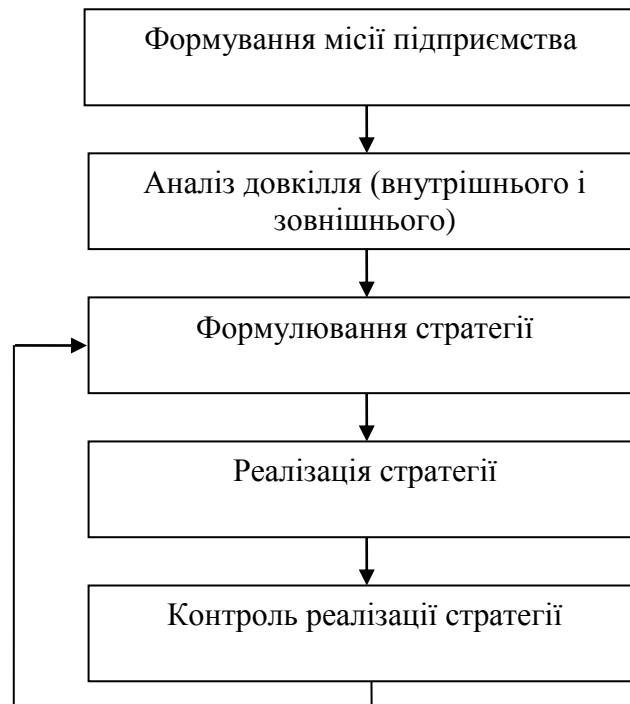 Формування місії підприємства
Аналіз довкілля (внутрішнього і
зовнішнього)
Формулювання стратегії
Реалізація стратегії
Контроль реалізації стратегії